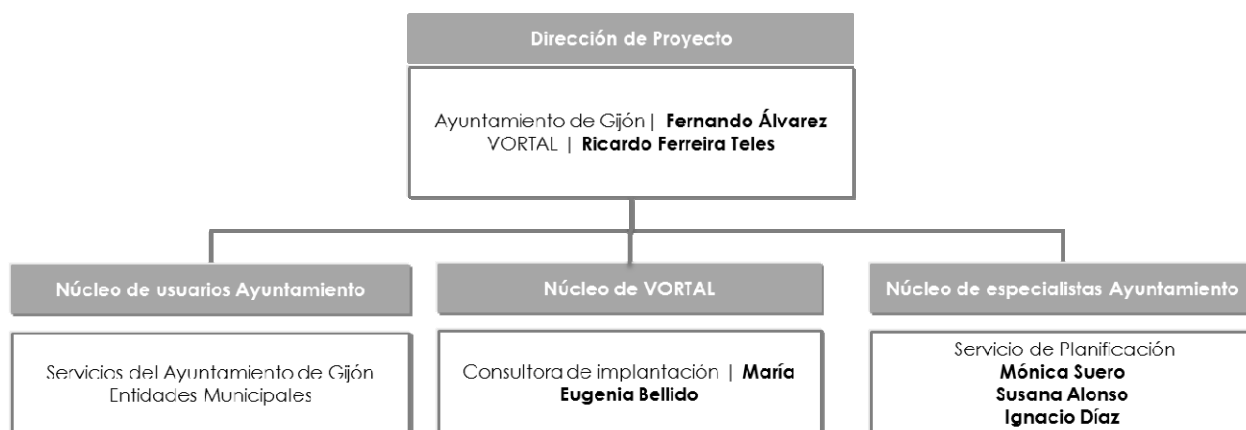 Dirección de Proyecto
Ayuntamiento de Gijón | Fernando Álvarez
VORTAL | Ricardo Ferreira Teles
Núcleo de usuarios Ayuntamiento
Servicios del Ayuntamiento de Gijón
Entidades Municipales
Núcleo de VORTAL
Consultora de implantación | María
Eugenia Bellido
Núcleo de especialistas Ayuntamiento
Servicio de Planificación
Mónica Suero
Susana Alonso
Ignacio Díaz